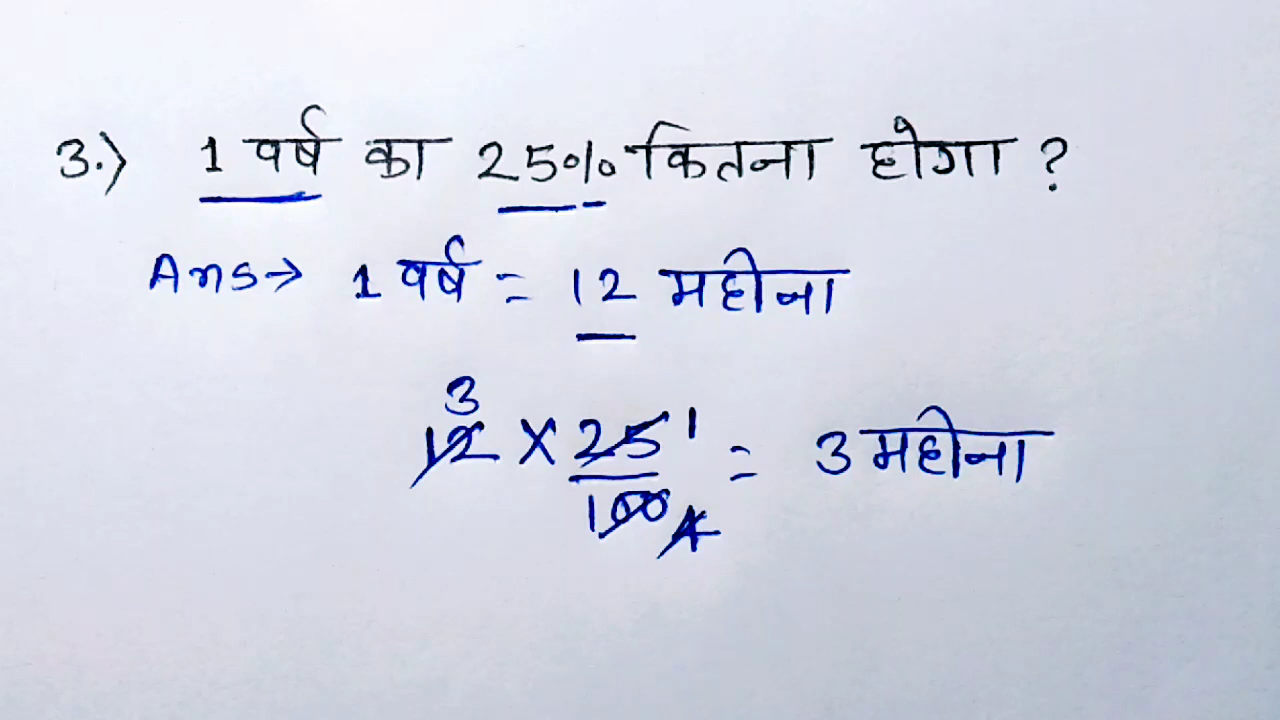 3.) 1 वर्ष का 25% कितना होगा ?
Ans→ 1 वर्ष = 12 महीना
3
12 × 25 1 = 3 महीना
100 4